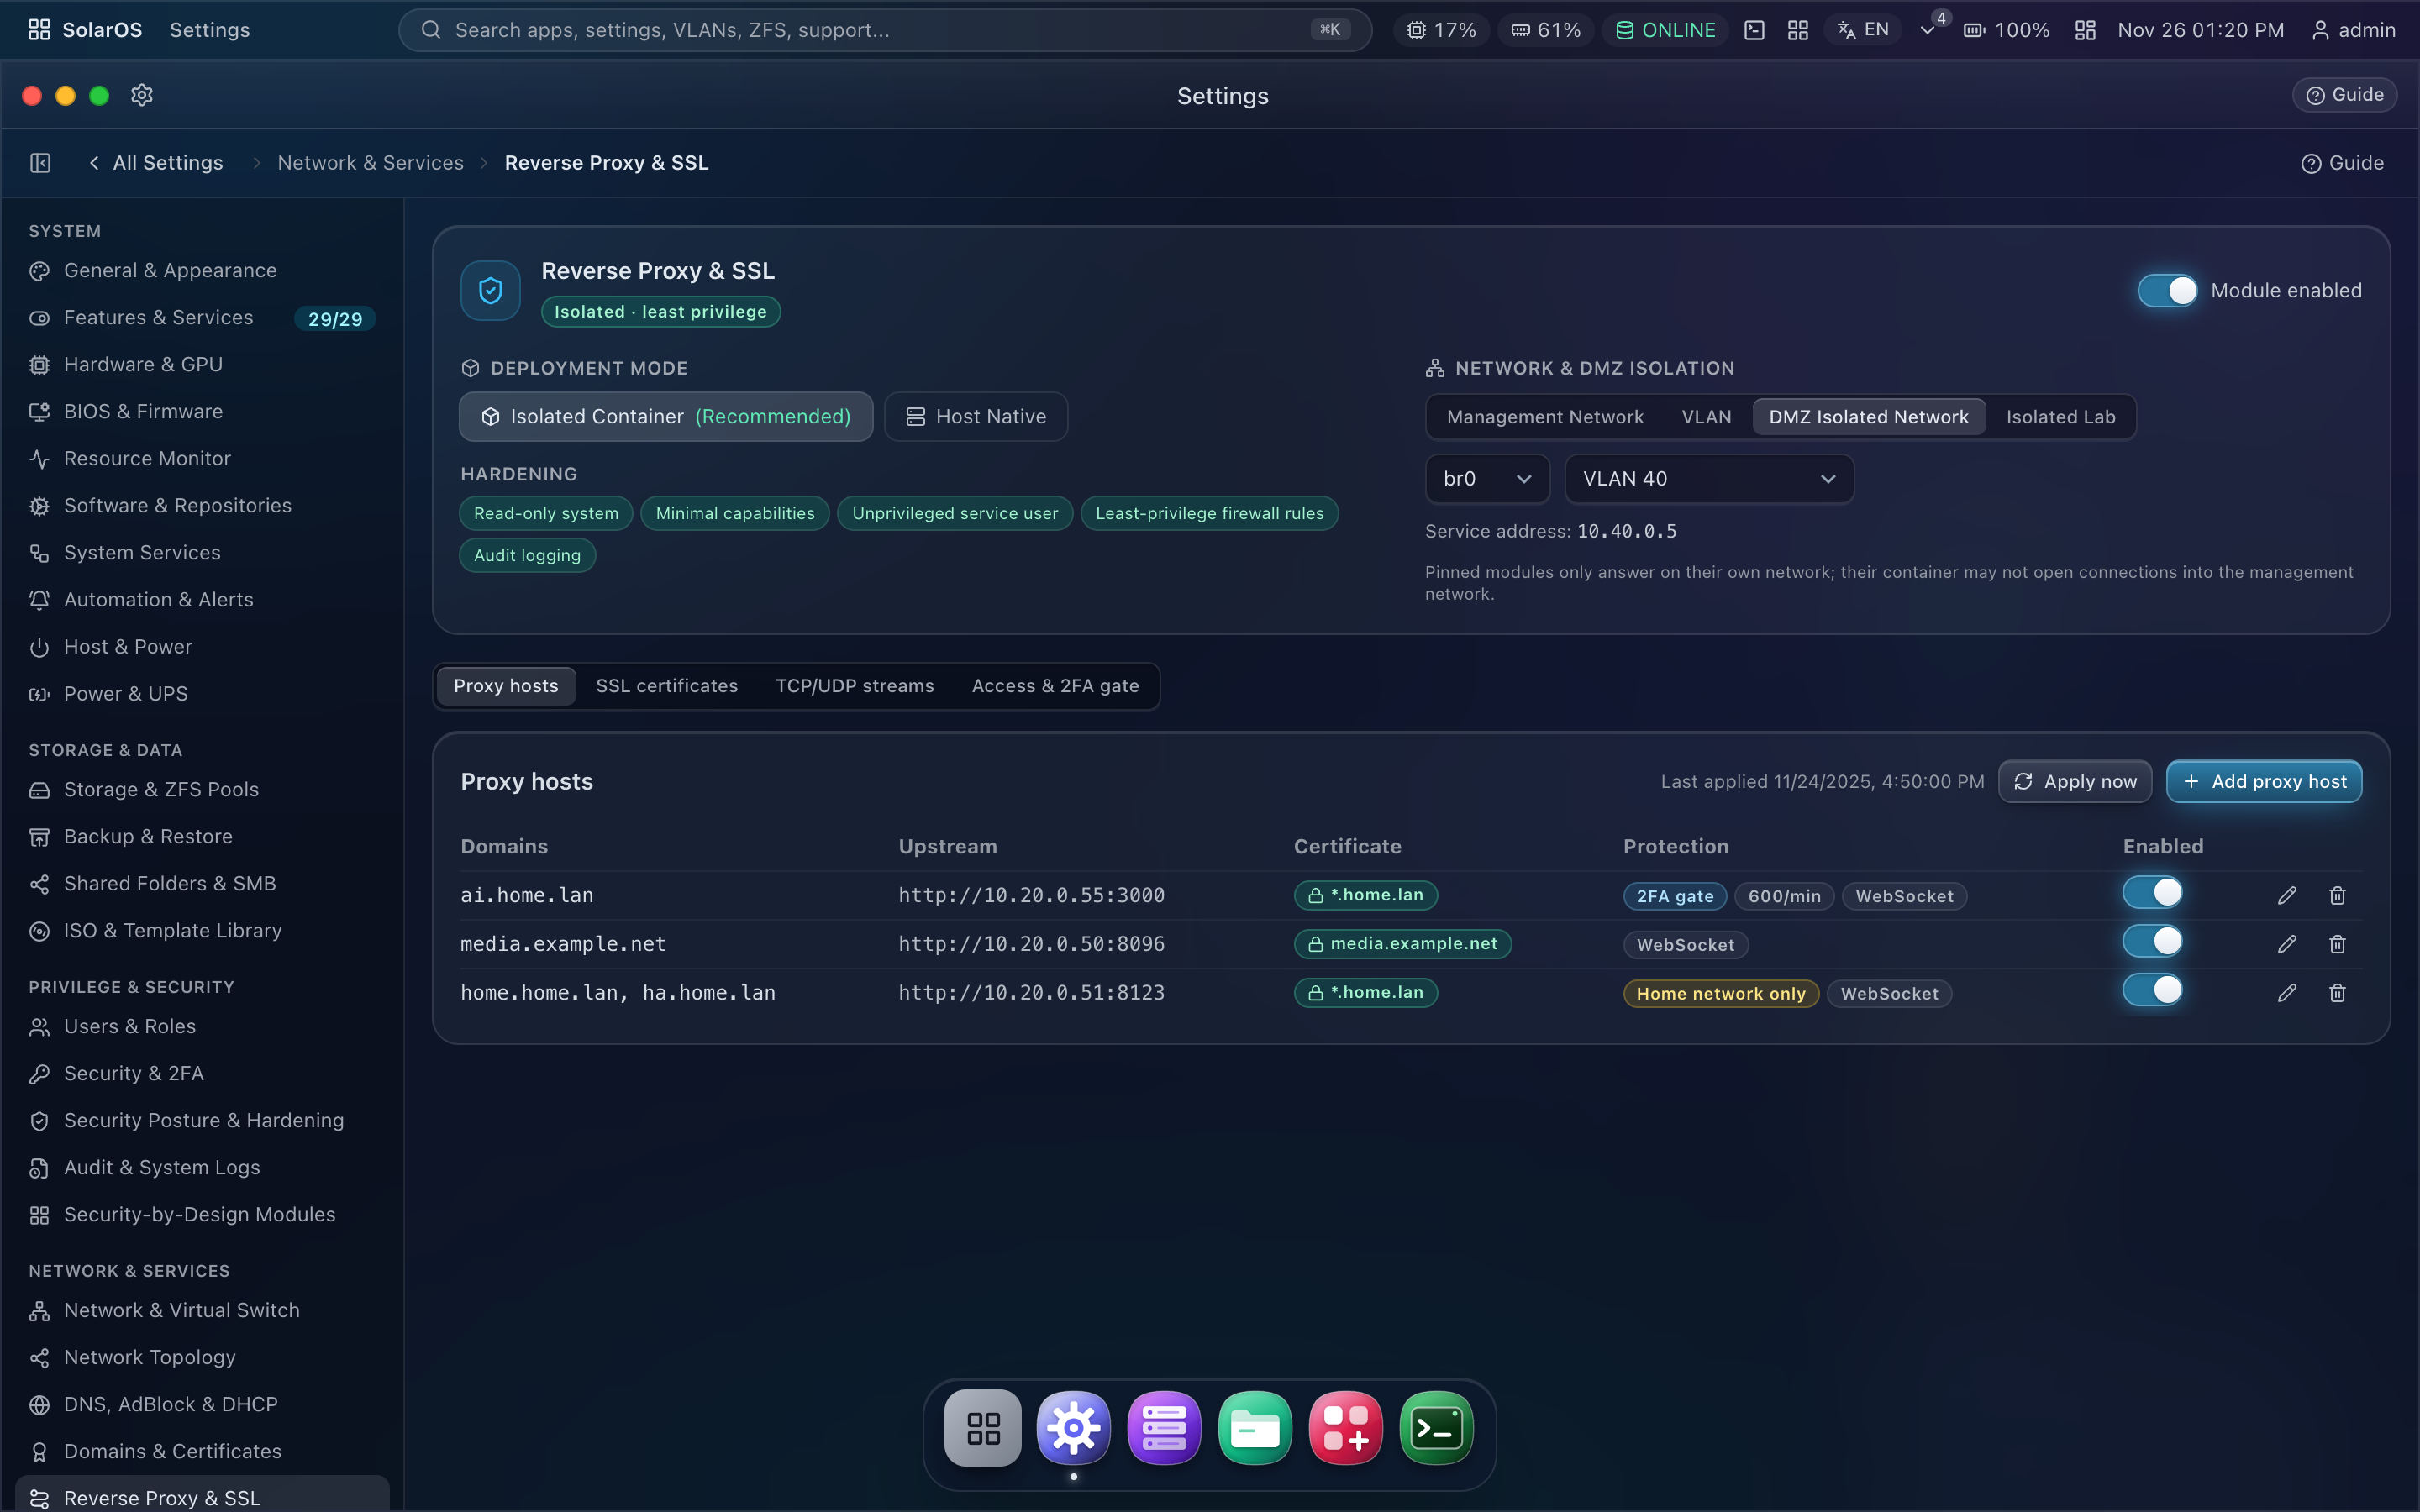 SolarOS Settings Search apps, settings, VLANs, ZFS, support... ⌘K 17% 61% ONLINE EN 4 100% Nov 26 01:20 PM admin
Settings Guide
All Settings Network & Services Reverse Proxy & SSL Guide
SYSTEM
General & Appearance
Features & Services 29/29
Hardware & GPU
BIOS & Firmware
Resource Monitor
Software & Repositories
System Services
Automation & Alerts
Host & Power
Power & UPS
STORAGE & DATA
Storage & ZFS Pools
Backup & Restore
Shared Folders & SMB
ISO & Template Library
PRIVILEGE & SECURITY
Users & Roles
Security & 2FA
Security Posture & Hardening
Audit & System Logs
Security-by-Design Modules
NETWORK & SERVICES
Network & Virtual Switch
Network Topology
DNS, AdBlock & DHCP
Domains & Certificates
Reverse Proxy & SSL
Reverse Proxy & SSL
Isolated · least privilege
Module enabled
DEPLOYMENT MODE
Isolated Container (Recommended) Host Native
HARDENING
Read-only system Minimal capabilities Unprivileged service user Least-privilege firewall rules
Audit logging
NETWORK & DMZ ISOLATION
Management Network VLAN DMZ Isolated Network Isolated Lab
br0 VLAN 40
Service address: 10.40.0.5
Pinned modules only answer on their own network; their container may not open connections into the management
network.
Proxy hosts SSL certificates TCP/UDP streams Access & 2FA gate
Proxy hosts Last applied 11/24/2025, 4:50:00 PM Apply now + Add proxy host
Domains Upstream Certificate Protection Enabled
ai.home.lan http://10.20.0.55:3000 *.home.lan 2FA gate 600/min WebSocket
media.example.net http://10.20.0.50:8096 media.example.net WebSocket
home.home.lan, ha.home.lan http://10.20.0.51:8123 *.home.lan Home network only WebSocket